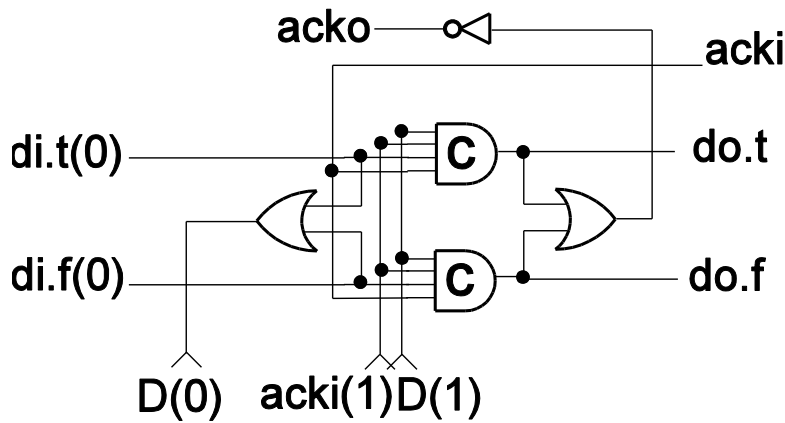 acko
acki
di.t(0)
C
do.t
di.f(0)
C
do.f
D(0)
acki(1)
D(1)